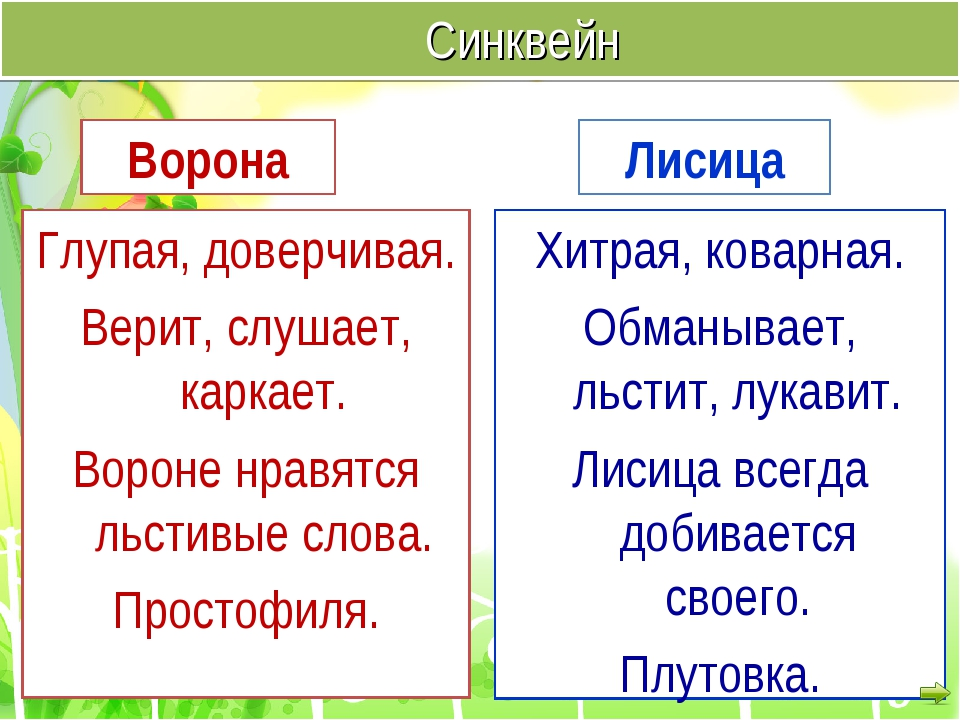 Синквейн
Ворона
Глупая, доверчивая.
Верит, слушает,
каркает.
Вороне нравятся
льстивые слова.
Простофиля.
Лисица
Хитрая, коварная.
Обманывает,
льстит, лукавит.
Лисица всегда
добивается
своего.
Плутовка.